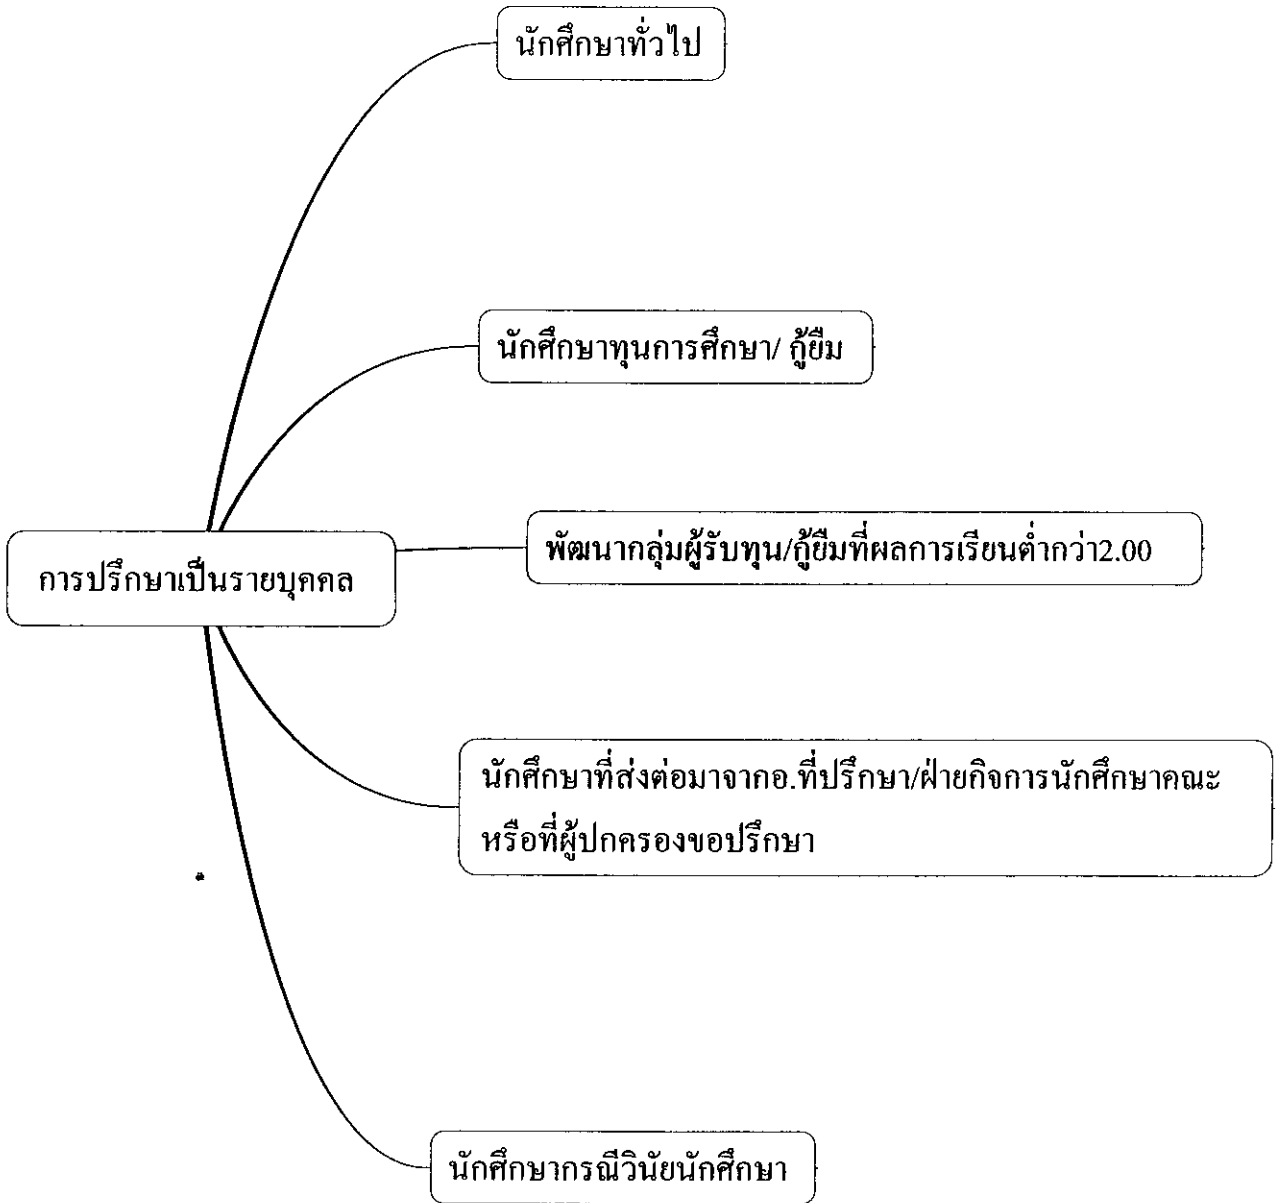 นักศึกษาทั่วไป
นักศึกษาทุนการศึกษา/ กู้ยืม
พัฒนากลุ่มผู้รับทุน/กู้ยืมที่ผลการเรียนต่ำกว่า2.00
การปรึกษาเป็นรายบุคคล
นักศึกษาที่ส่งต่อมาจากอ.ที่ปรึกษา/ฝ่ายกิจการนักศึกษาคณะ
หรือที่ผู้ปกครองขอปรึกษา
นักศึกษากรณีวินัยนักศึกษา